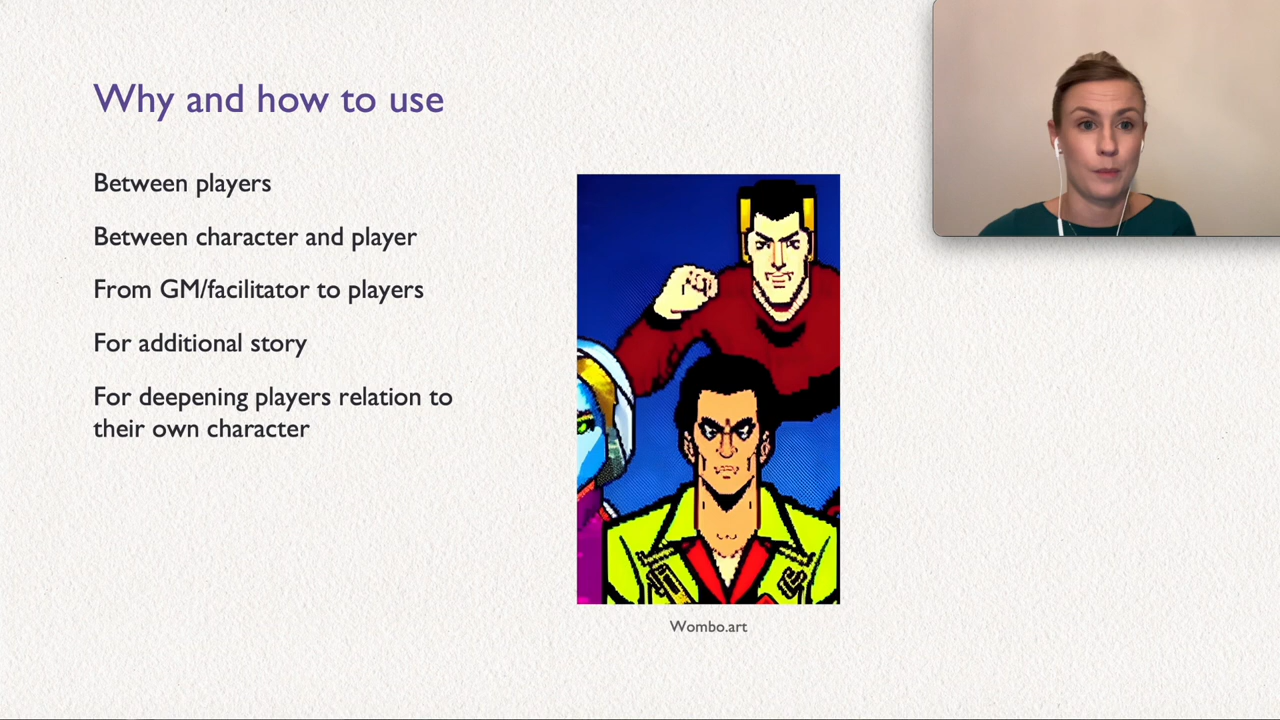 Why and how to use
Between players
Between character and player
From GM/facilitator to players
For additional story
For deepening players relation to
their own character
Wombo.art